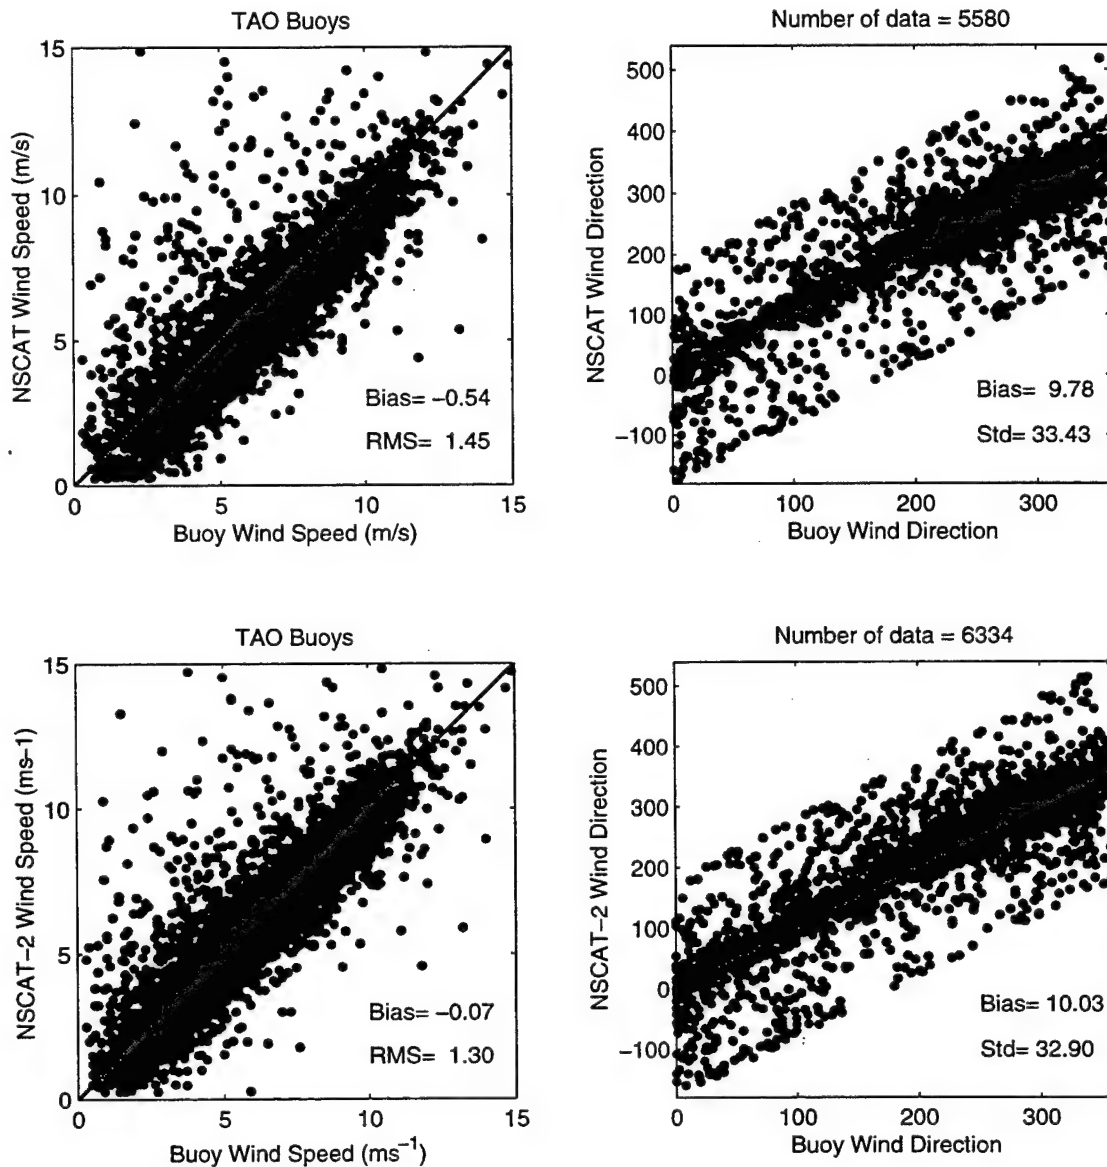 TAO Buoys
15
10
5
0
0 5 10 15
NSCAT Wind Speed (m/s)
Buoy Wind Speed (m/s)
Bias= −0.54
RMS= 1.45
Number of data = 5580
500
400
300
200
100
0
−100
0 100 200 300
NSCAT Wind Direction
Buoy Wind Direction
Bias= 9.78
Std= 33.43
TAO Buoys
15
10
5
0
0 5 10 15
NSCAT−2 Wind Speed (ms−1)
Buoy Wind Speed (ms⁻¹)
Bias= −0.07
RMS= 1.30
Number of data = 6334
500
400
300
200
100
0
−100
0 100 200 300
NSCAT−2 Wind Direction
Buoy Wind Direction
Bias= 10.03
Std= 32.90